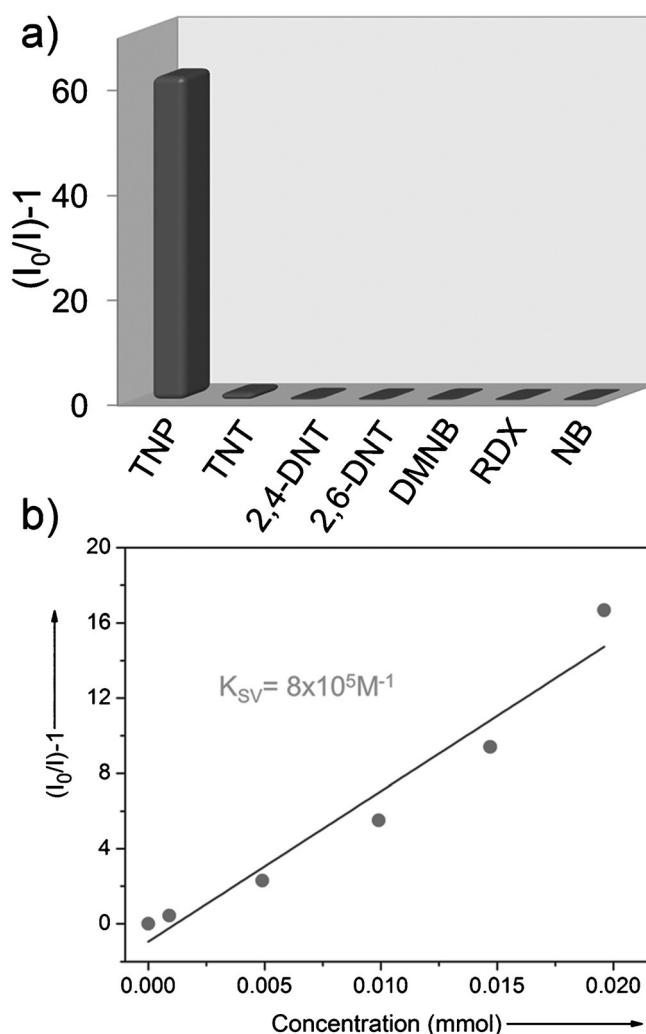 a)
(I₀/I)-1
60
40
20
0
TNP
TNT
2,4-DNT
2,6-DNT
DMNB
RDX
NB
b)
(I₀/I)-1
20
16
12
8
4
0
K_SV= 8x10⁵M⁻¹
0.000
0.005
0.010
0.015
0.020
Concentration (mmol)